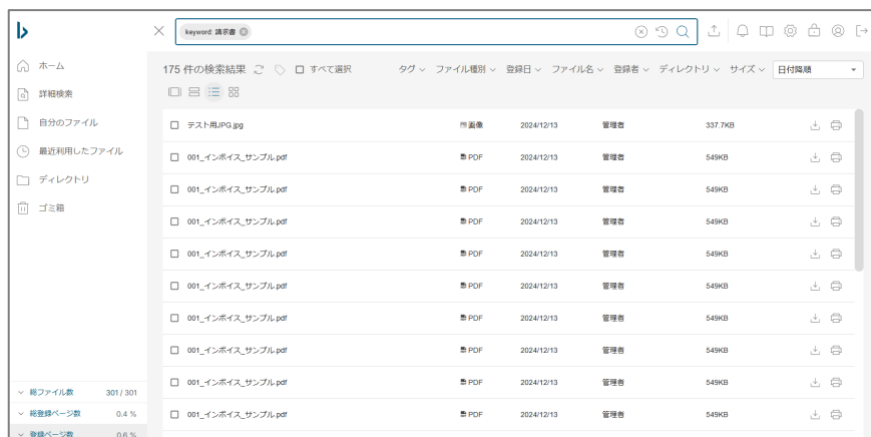 keyword: 請求書
ホーム
詳細検索
自分のファイル
最近利用したファイル
ディレクトリ
ゴミ箱
総ファイル数 301 / 301
総登録ページ数 0.4 %
登録ページ数 0.6 %
175 件の検索結果 すべて選択 タグ ファイル種別 登録日 ファイル名 登録者 ディレクトリ サイズ 日付降順
テスト用JPG.jpg 画像 2024/12/13 管理者 337.7KB
001_インボイス_サンプル.pdf PDF 2024/12/13 管理者 549KB
001_インボイス_サンプル.pdf PDF 2024/12/13 管理者 549KB
001_インボイス_サンプル.pdf PDF 2024/12/13 管理者 549KB
001_インボイス_サンプル.pdf PDF 2024/12/13 管理者 549KB
001_インボイス_サンプル.pdf PDF 2024/12/13 管理者 549KB
001_インボイス_サンプル.pdf PDF 2024/12/13 管理者 549KB
001_インボイス_サンプル.pdf PDF 2024/12/13 管理者 549KB
001_インボイス_サンプル.pdf PDF 2024/12/13 管理者 549KB
001_インボイス_サンプル.pdf PDF 2024/12/13 管理者 549KB